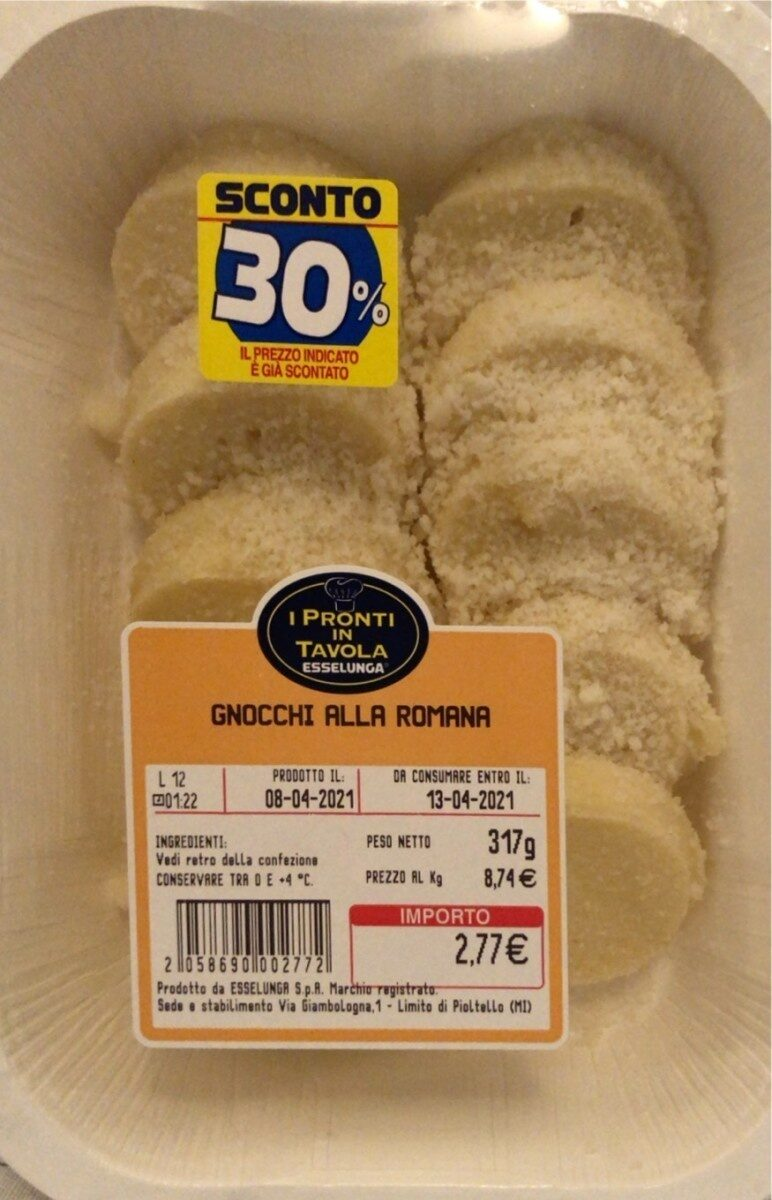 SCONTO
30%
IL PREZZO INDICATO
È GIÀ SCONTATO
I PRONTI
IN
TAVOLA
ESSELUNGA®
GNOCCHI ALLA ROMANA
L 12
01:22
PRODOTTO IL:
08-04-2021
DA CONSUMARE ENTRO IL:
13-04-2021
INGREDIENTI:
Vedi retro della confezione
CONSERVARE TRA 0 E +4 °C.
PESO NETTO 317g
PREZZO AL Kg 8,74 €
IMPORTO
2,77€
2 058690 002772
Prodotto da ESSELUNGA S.p.A. Marchio registrato.
Sede e stabilimento Via Giambologna,1 - Limito di Pioltello (MI)